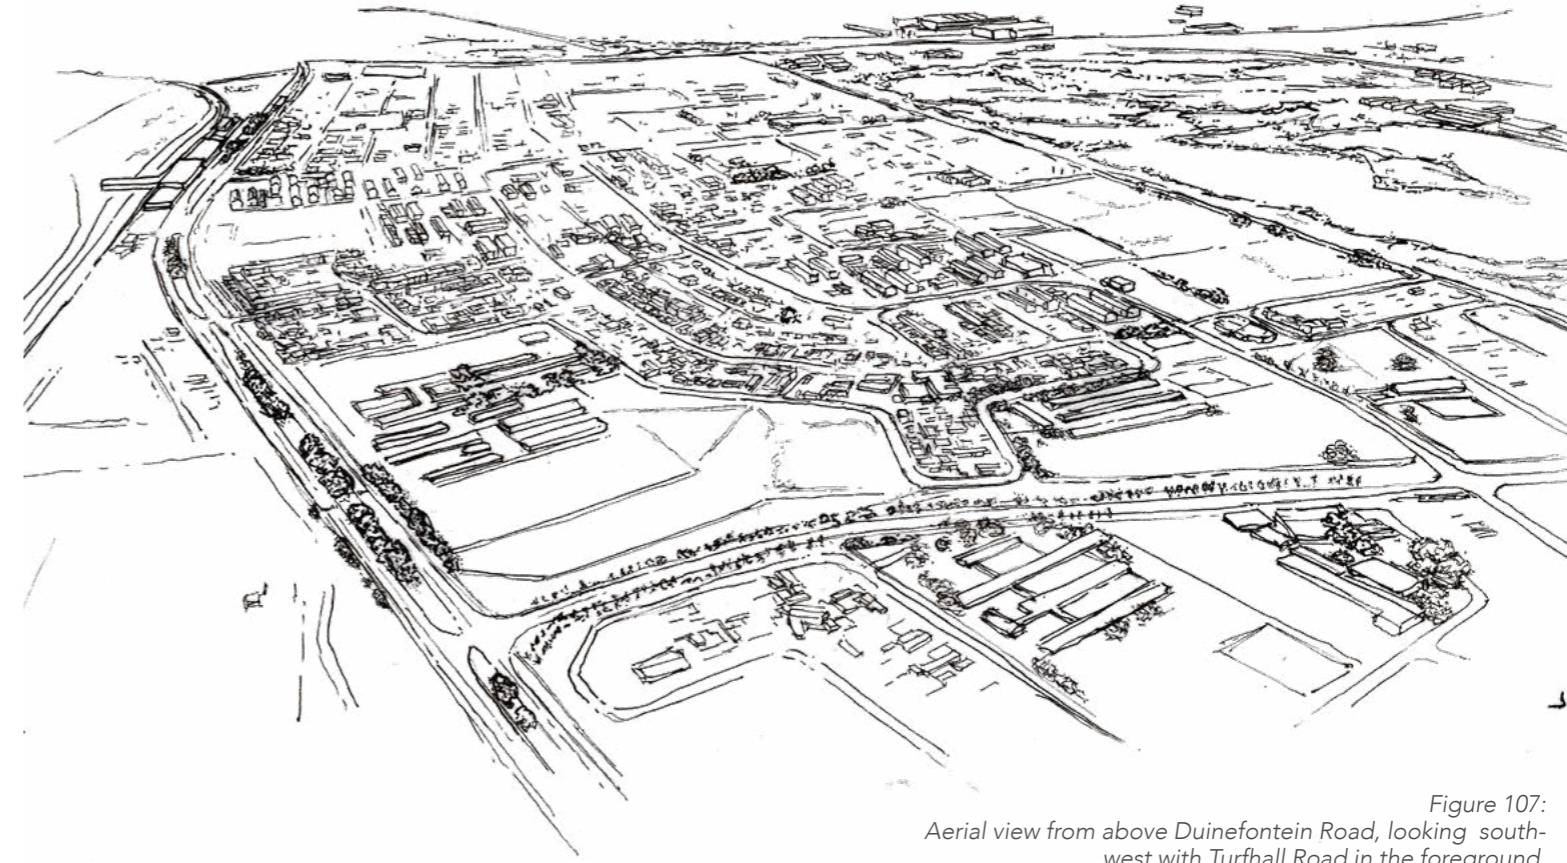 Figure 107:
Aerial view from above Duinefontein Road, looking south-
west with Turfhall Road in the foreground.